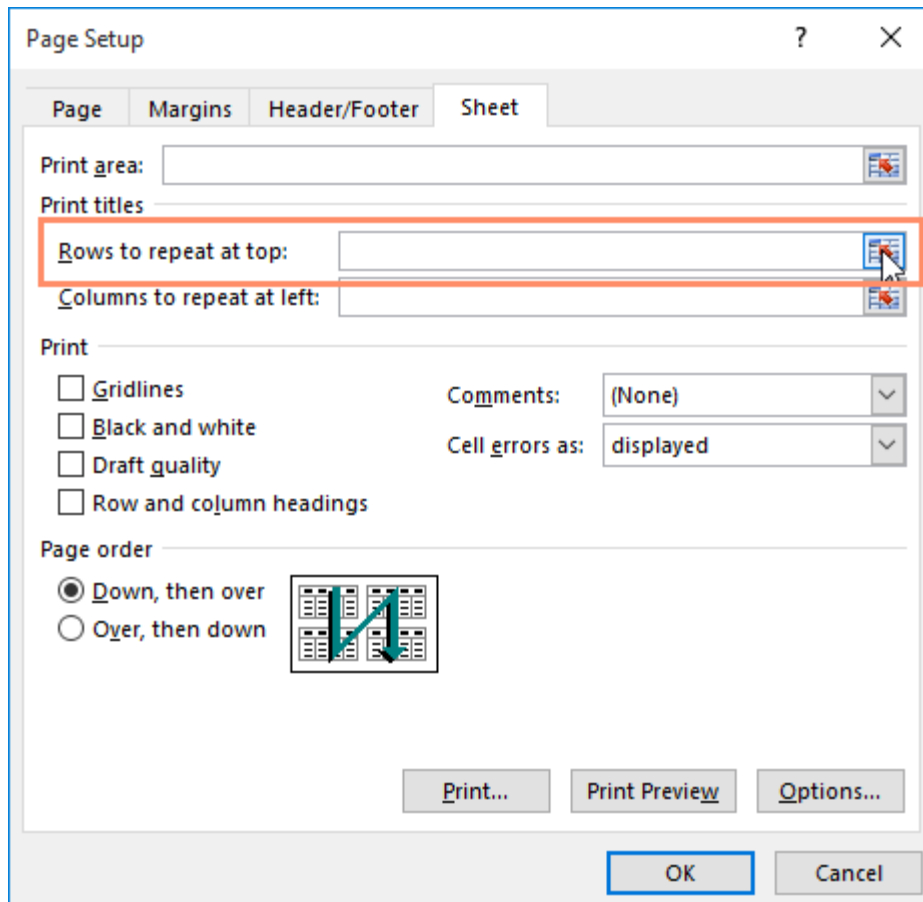 Page Setup ?
Page Margins Header/Footer Sheet
Print area:
Print titles
Rows to repeat at top:
Columns to repeat at left:
Print
Gridlines Comments: (None)
Black and white Cell errors as: displayed
Draft quality
Row and column headings
Page order
Down, then over
Over, then down
Print... Print Preview Options...
OK Cancel